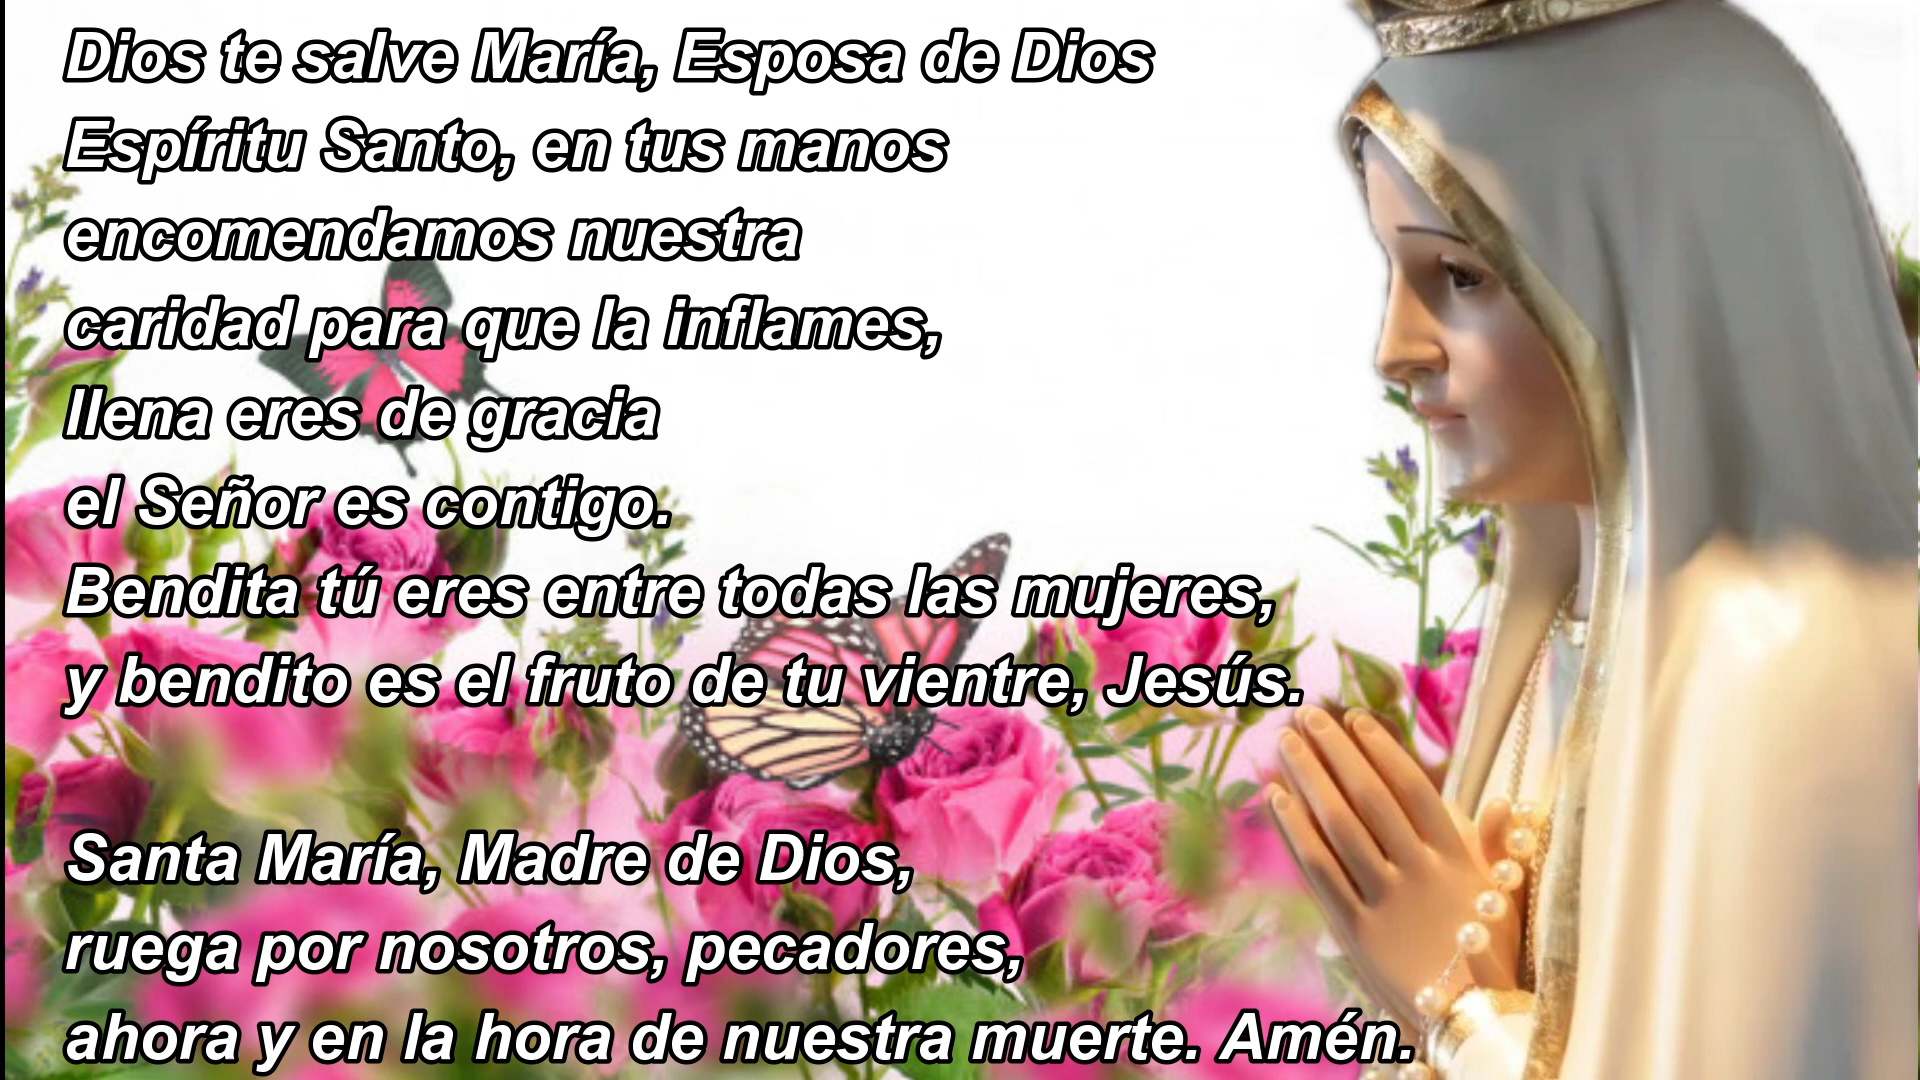 Dios te salve María, Esposa de Dios
Espíritu Santo, en tus manos
encomendamos nuestra
caridad para que la inflames,
llena eres de gracia
el Señor es contigo.
Bendita tú eres entre todas las mujeres,
y bendito es el fruto de tu vientre, Jesús.
Santa María, Madre de Dios,
ruega por nosotros, pecadores,
ahora y en la hora de nuestra muerte. Amén.